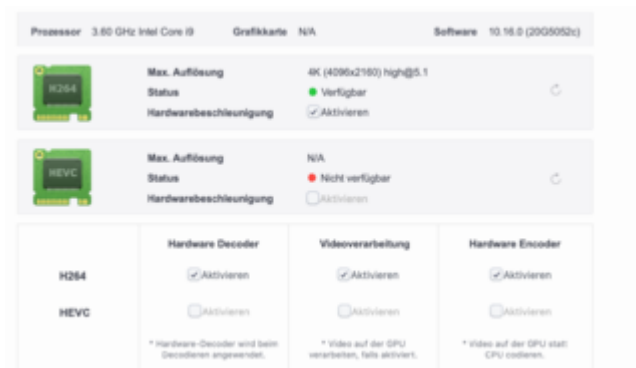 Prozessor 3.60 GHz Intel Core i9 Grafikkarte N/A Software 10.16.0 (20G5052c)
H264
Max. Auflösung 4K (4096x2160) high@5.1
Status Verfügbar
Hardwarebeschleunigung Aktivieren
HEVC
Max. Auflösung N/A
Status Nicht verfügbar
Hardwarebeschleunigung Aktivieren
Hardware Decoder Videoverarbeitung Hardware Encoder
H264 Aktivieren Aktivieren Aktivieren
HEVC Aktivieren Aktivieren Aktivieren
* Hardware-Decoder wird beim * Video auf der GPU * Video auf der GPU statt
Decodieren angewendet. verarbeiten, falls aktiviert. CPU codieren.